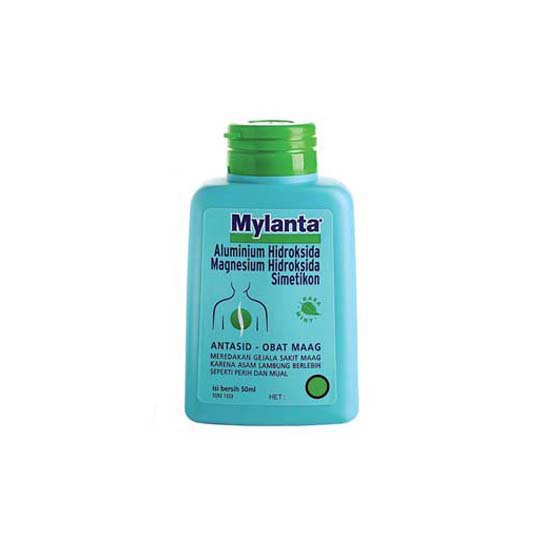 Mylanta®
Aluminium Hidroksida
Magnesium Hidroksida
Simetikon
RASA
MINT
ANTASID - OBAT MAAG
MEREDAKAN GEJALA SAKIT MAAG
KARENA ASAM LAMBUNG BERLEBIH
SEPERTI PERIH DAN MUAL
isi bersih 50ml
HET :